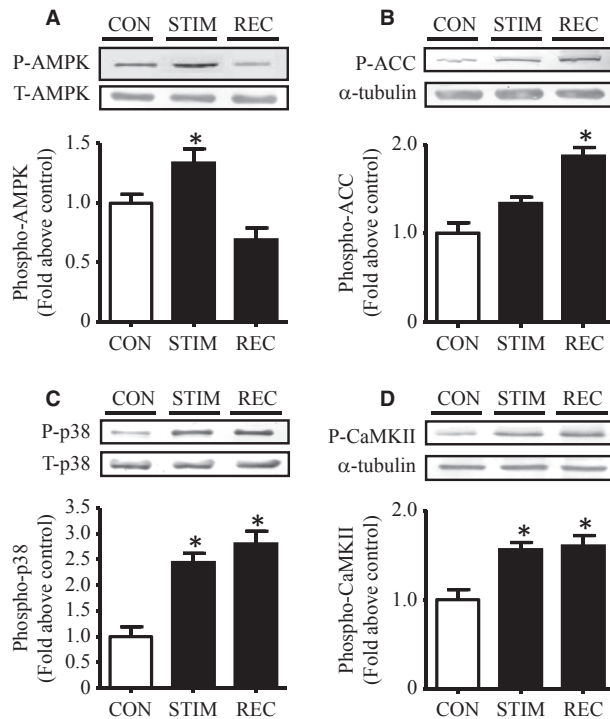 A
CON STIM REC
P-AMPK
T-AMPK
Phospho-AMPK
(Fold above control)
1.5
1.0
0.5
0
*
CON STIM REC
B
CON STIM REC
P-ACC
α-tubulin
Phospho-ACC
(Fold above control)
2.0
1.0
0
*
CON STIM REC
C
CON STIM REC
P-p38
T-p38
Phospho-p38
(Fold above control)
3.5
3.0
2.5
2.0
1.5
1.0
0.5
0
* *
CON STIM REC
D
CON STIM REC
P-CaMKII
α-tubulin
Phospho-CaMKII
(Fold above control)
2.0
1.0
0
* *
CON STIM REC